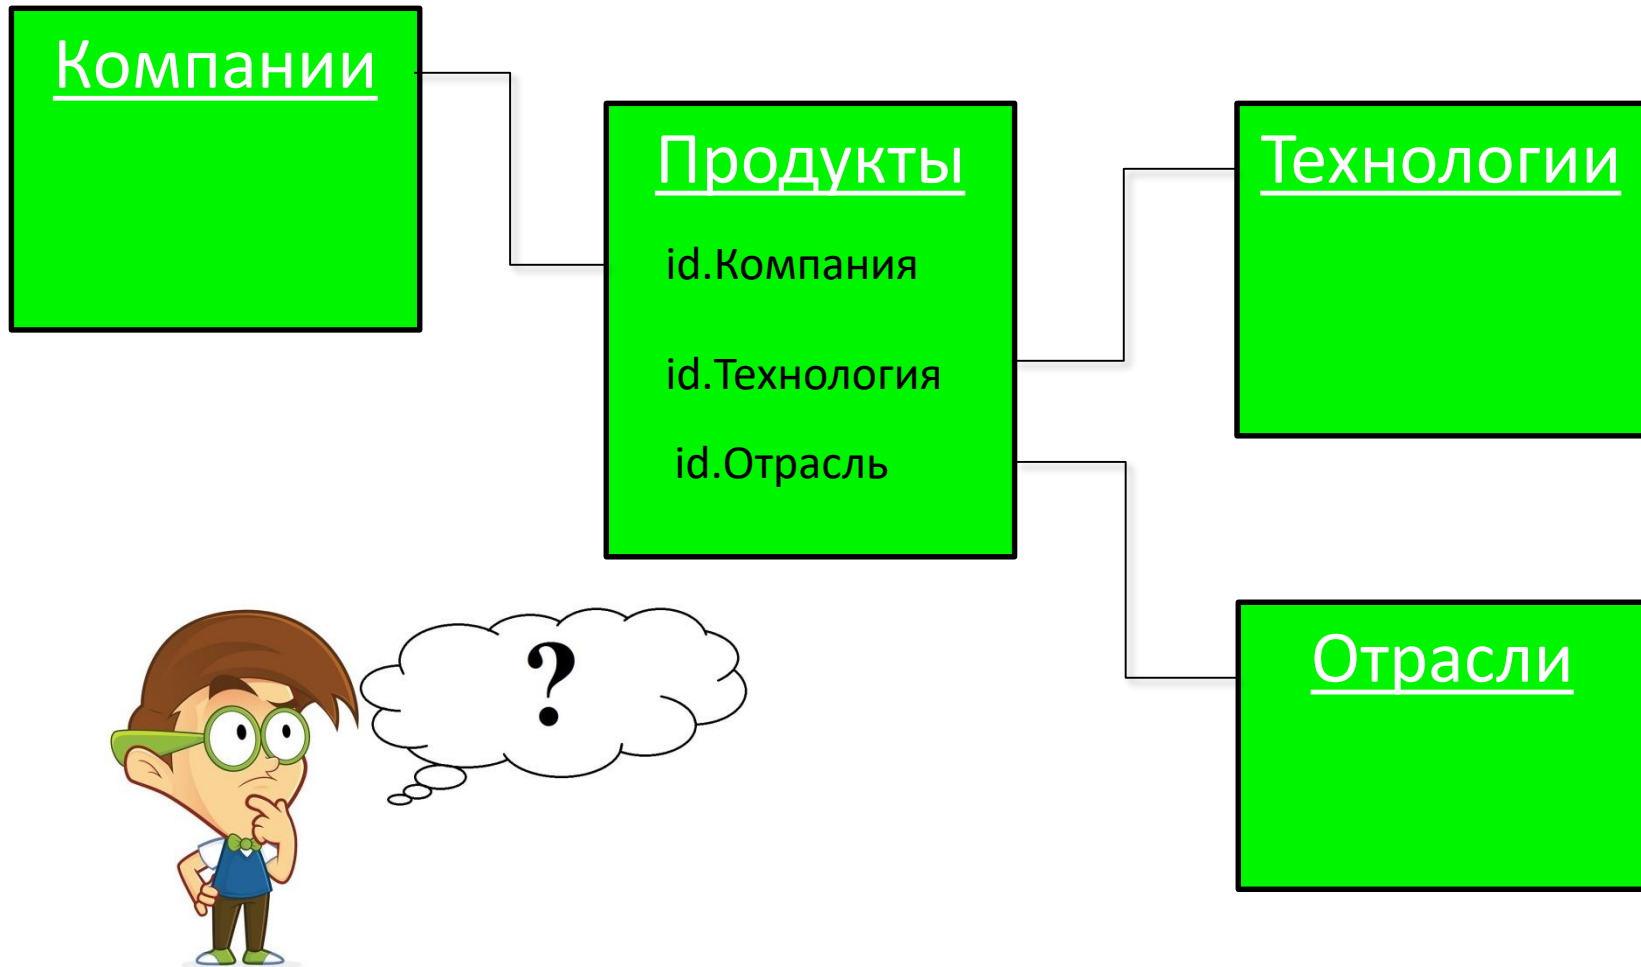 Компании
Продукты
id.Компания
id.Технология
id.Отрасль
Технологии
Отрасли
?